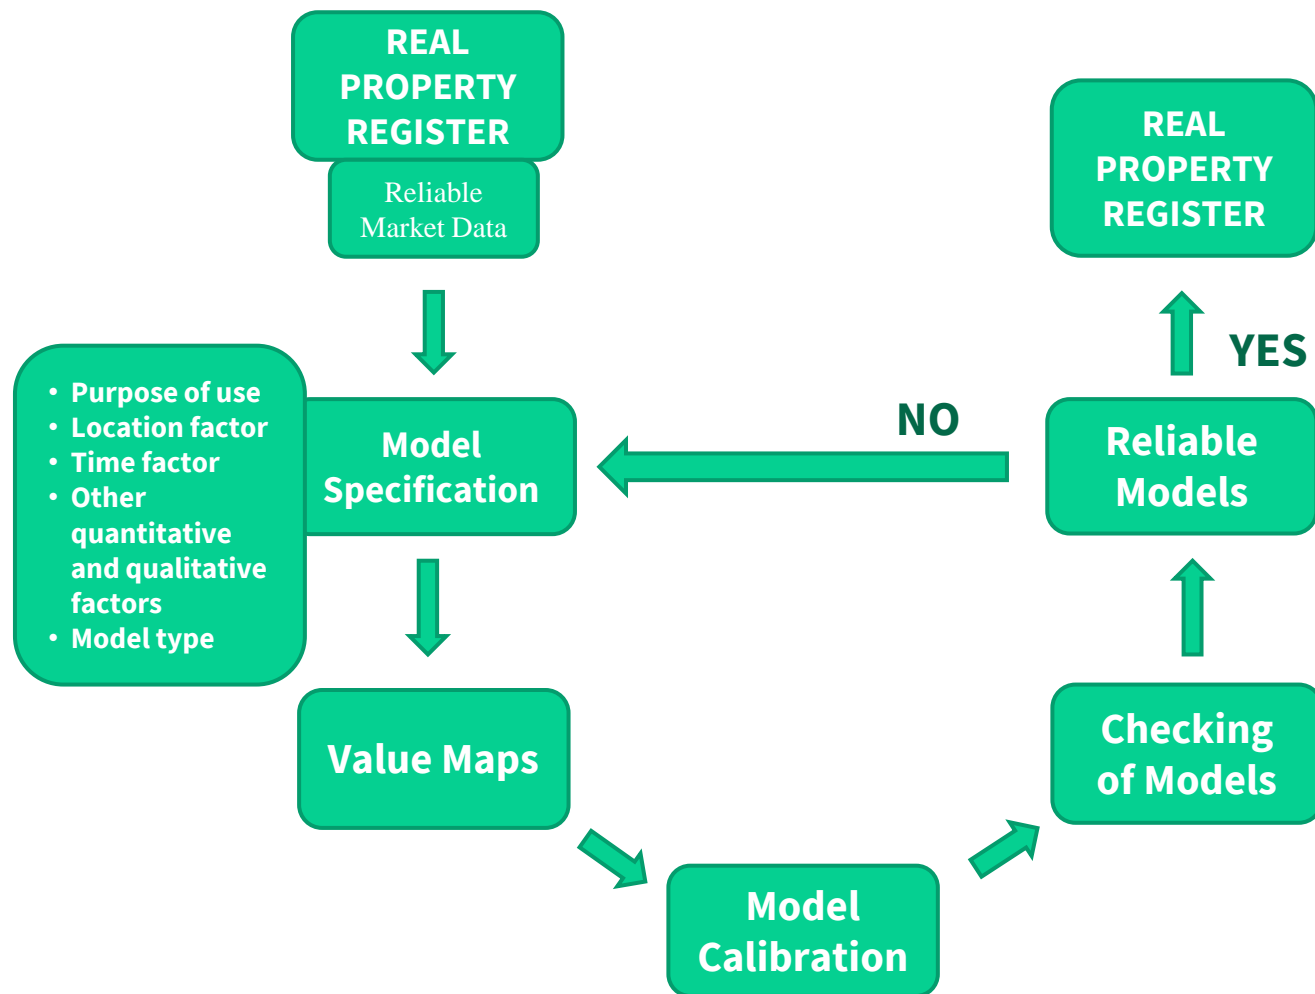 REAL
PROPERTY
REGISTER
Reliable
Market Data
REAL
PROPERTY
REGISTER
YES
• Purpose of use
• Location factor
• Time factor
• Other
quantitative
and qualitative
factors
• Model type
Model
Specification
NO
Reliable
Models
Value Maps
Checking
of Models
Model
Calibration